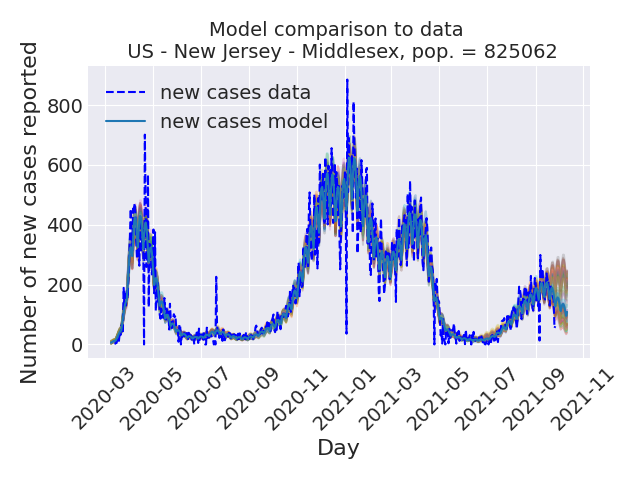 Model comparison to data
US - New Jersey - Middlesex, pop. = 825062
Number of new cases reported
800
600
400
200
0
new cases data
new cases model
2020-03
2020-05
2020-07
2020-09
2020-11
2021-01
2021-03
2021-05
2021-07
2021-09
2021-11
Day